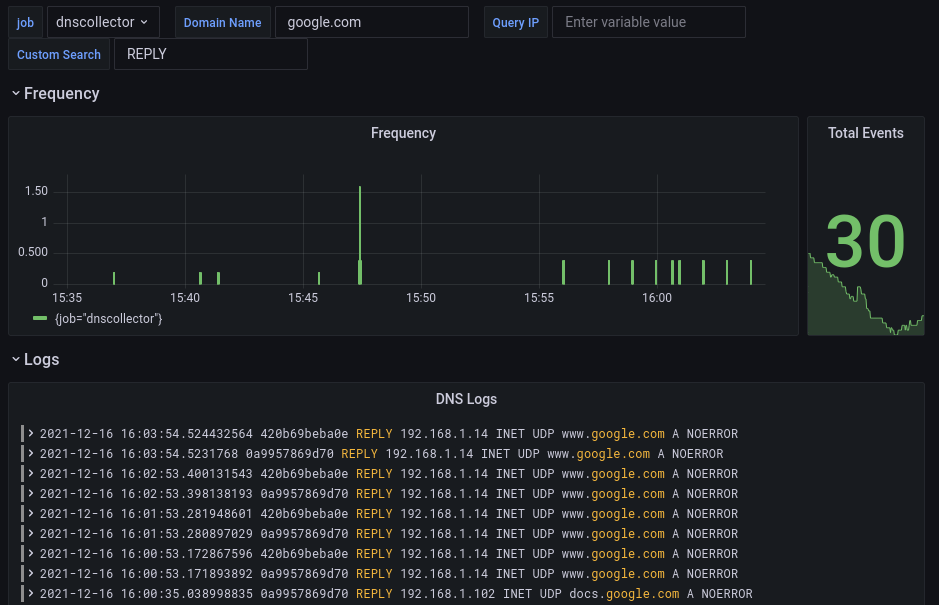 job dnscollector Domain Name google.com Query IP Enter variable value
Custom Search REPLY
Frequency
Frequency
Total Events
1.50
1
0.500
0
15:35 15:40 15:45 15:50 15:55 16:00
{job="dnscollector"}
30
Logs
DNS Logs
2021-12-16 16:03:54.524432564 420b69beba0e REPLY 192.168.1.14 INET UDP www.google.com A NOERROR
2021-12-16 16:03:54.5231768 0a9957869d70 REPLY 192.168.1.14 INET UDP www.google.com A NOERROR
2021-12-16 16:02:53.400131543 420b69beba0e REPLY 192.168.1.14 INET UDP www.google.com A NOERROR
2021-12-16 16:02:53.398138193 0a9957869d70 REPLY 192.168.1.14 INET UDP www.google.com A NOERROR
2021-12-16 16:01:53.281948601 420b69beba0e REPLY 192.168.1.14 INET UDP www.google.com A NOERROR
2021-12-16 16:01:53.280897029 0a9957869d70 REPLY 192.168.1.14 INET UDP www.google.com A NOERROR
2021-12-16 16:00:53.172867596 420b69beba0e REPLY 192.168.1.14 INET UDP www.google.com A NOERROR
2021-12-16 16:00:53.171893892 0a9957869d70 REPLY 192.168.1.14 INET UDP www.google.com A NOERROR
2021-12-16 16:00:35.038998835 0a9957869d70 REPLY 192.168.1.102 INET UDP docs.google.com A NOERROR